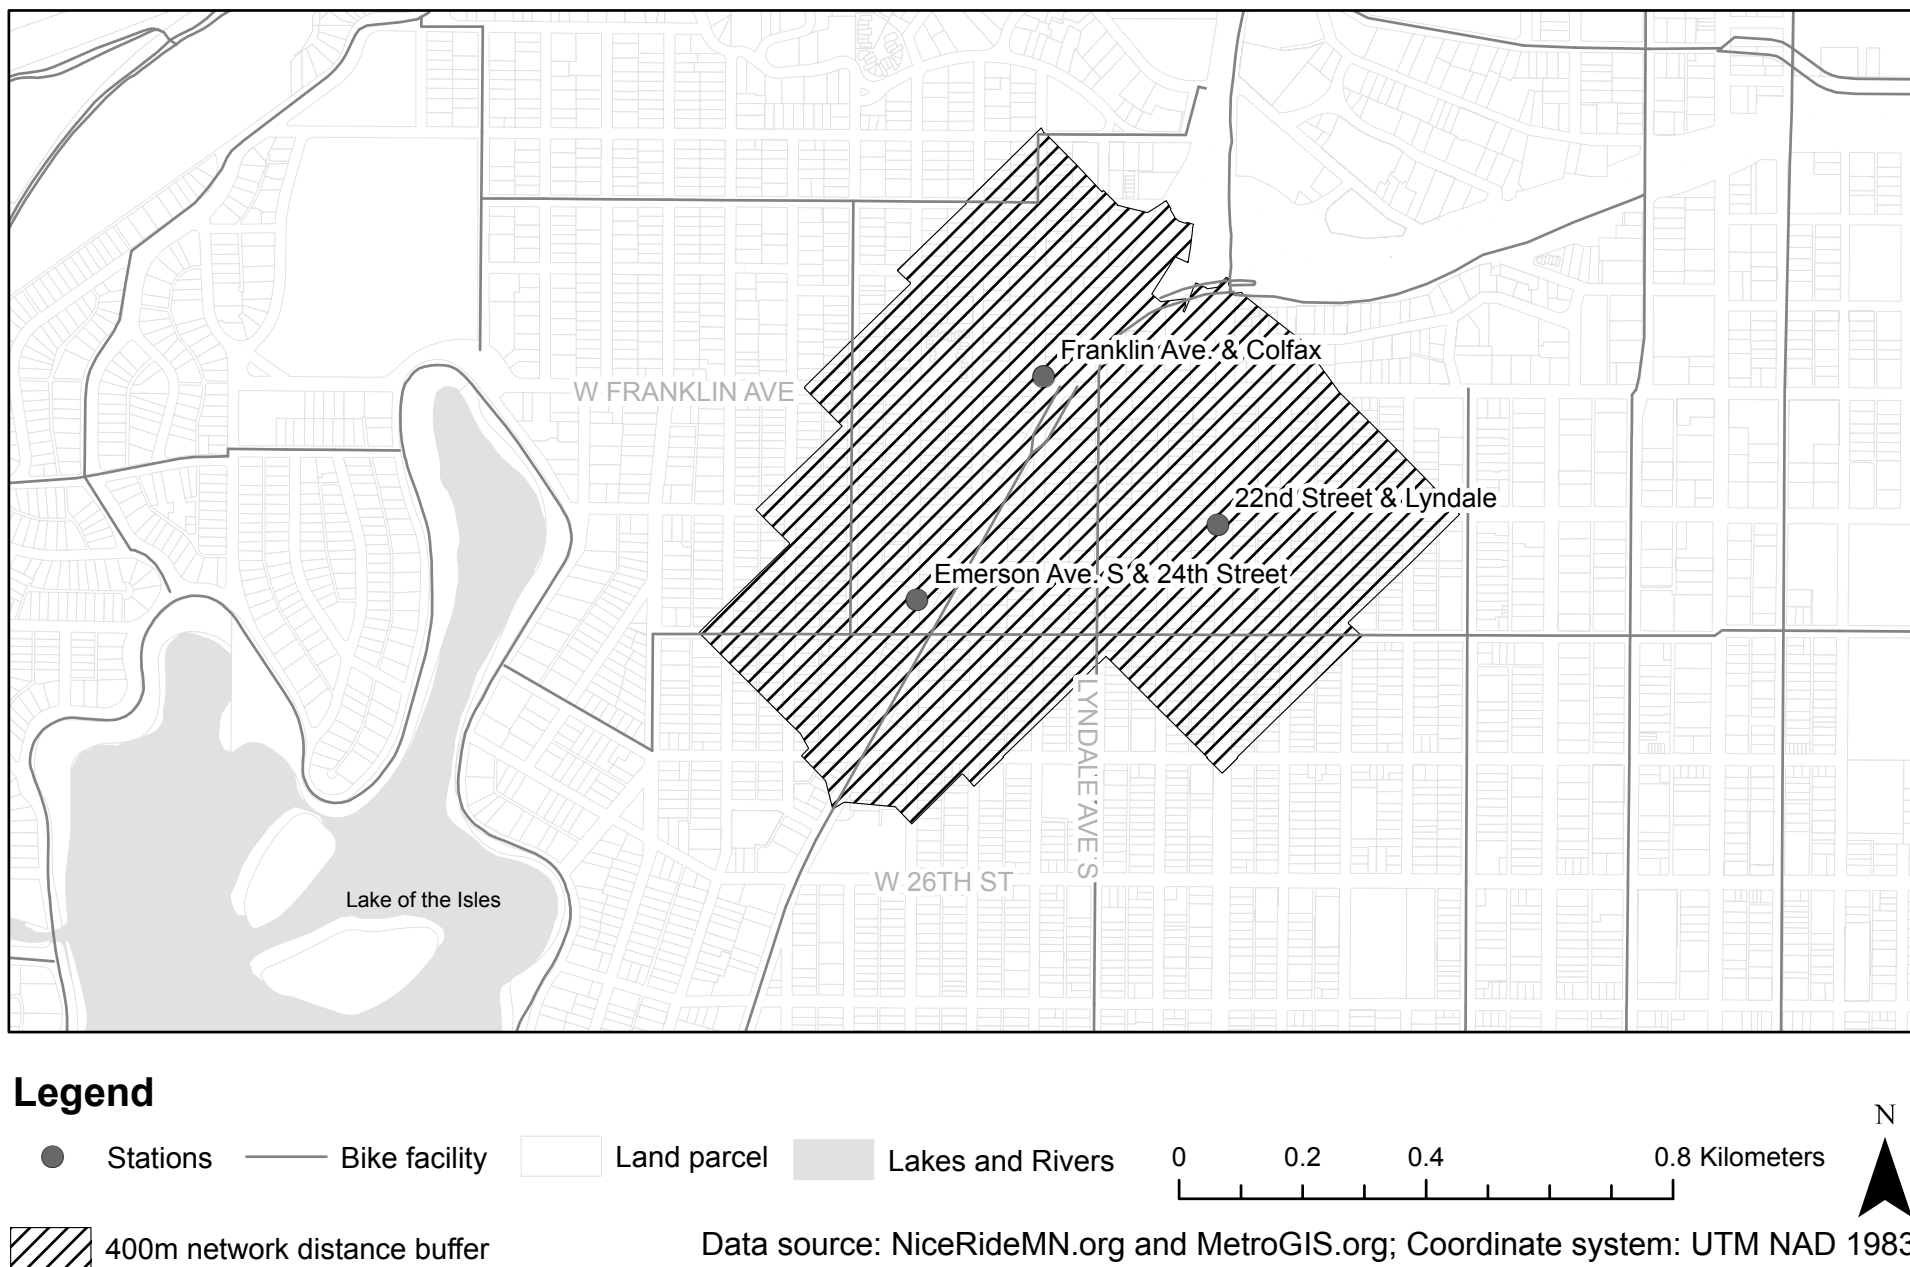 Franklin Ave. & Colfax
W FRANKLIN AVE
22nd Street & Lyndale
Emerson Ave. S & 24th Street
LYNDALE AVE S
W 26TH ST
Lake of the Isles
Legend
N
Stations
Bike facility
Land parcel
Lakes and Rivers
0 0.2 0.4 0.8 Kilometers
400m network distance buffer
Data source: NiceRideMN.org and MetroGIS.org; Coordinate system: UTM NAD 1983